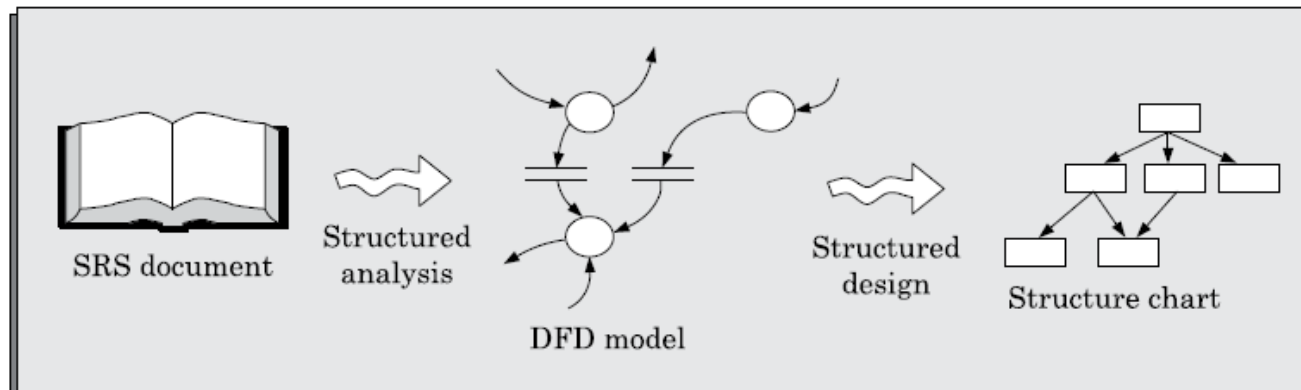 SRS document
Structured
analysis
DFD model
Structured
design
Structure chart